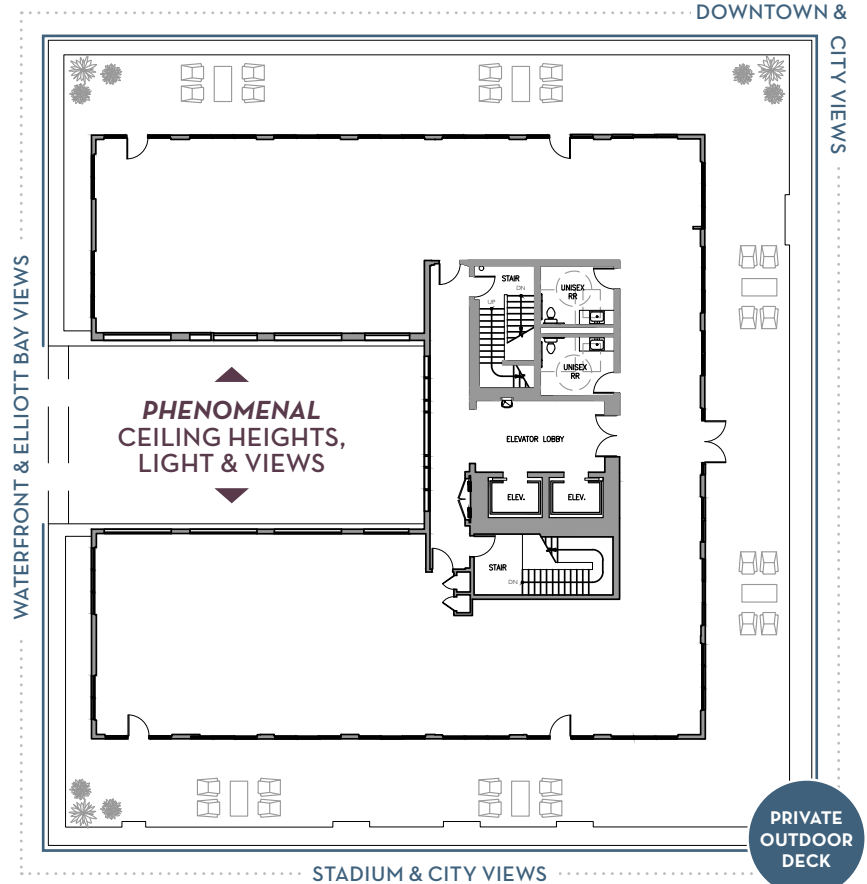 DOWNTOWN &
CITY VIEWS
WATERFRONT & ELLIOTT BAY VIEWS
STAIR
DN
UP
UNISEX
RR
UNISEX
RR
PHENOMENAL
CEILING HEIGHTS,
LIGHT & VIEWS
ELEVATOR LOBBY
ELEV.
ELEV.
STAIR
DN
PRIVATE
OUTDOOR
DECK
STADIUM & CITY VIEWS